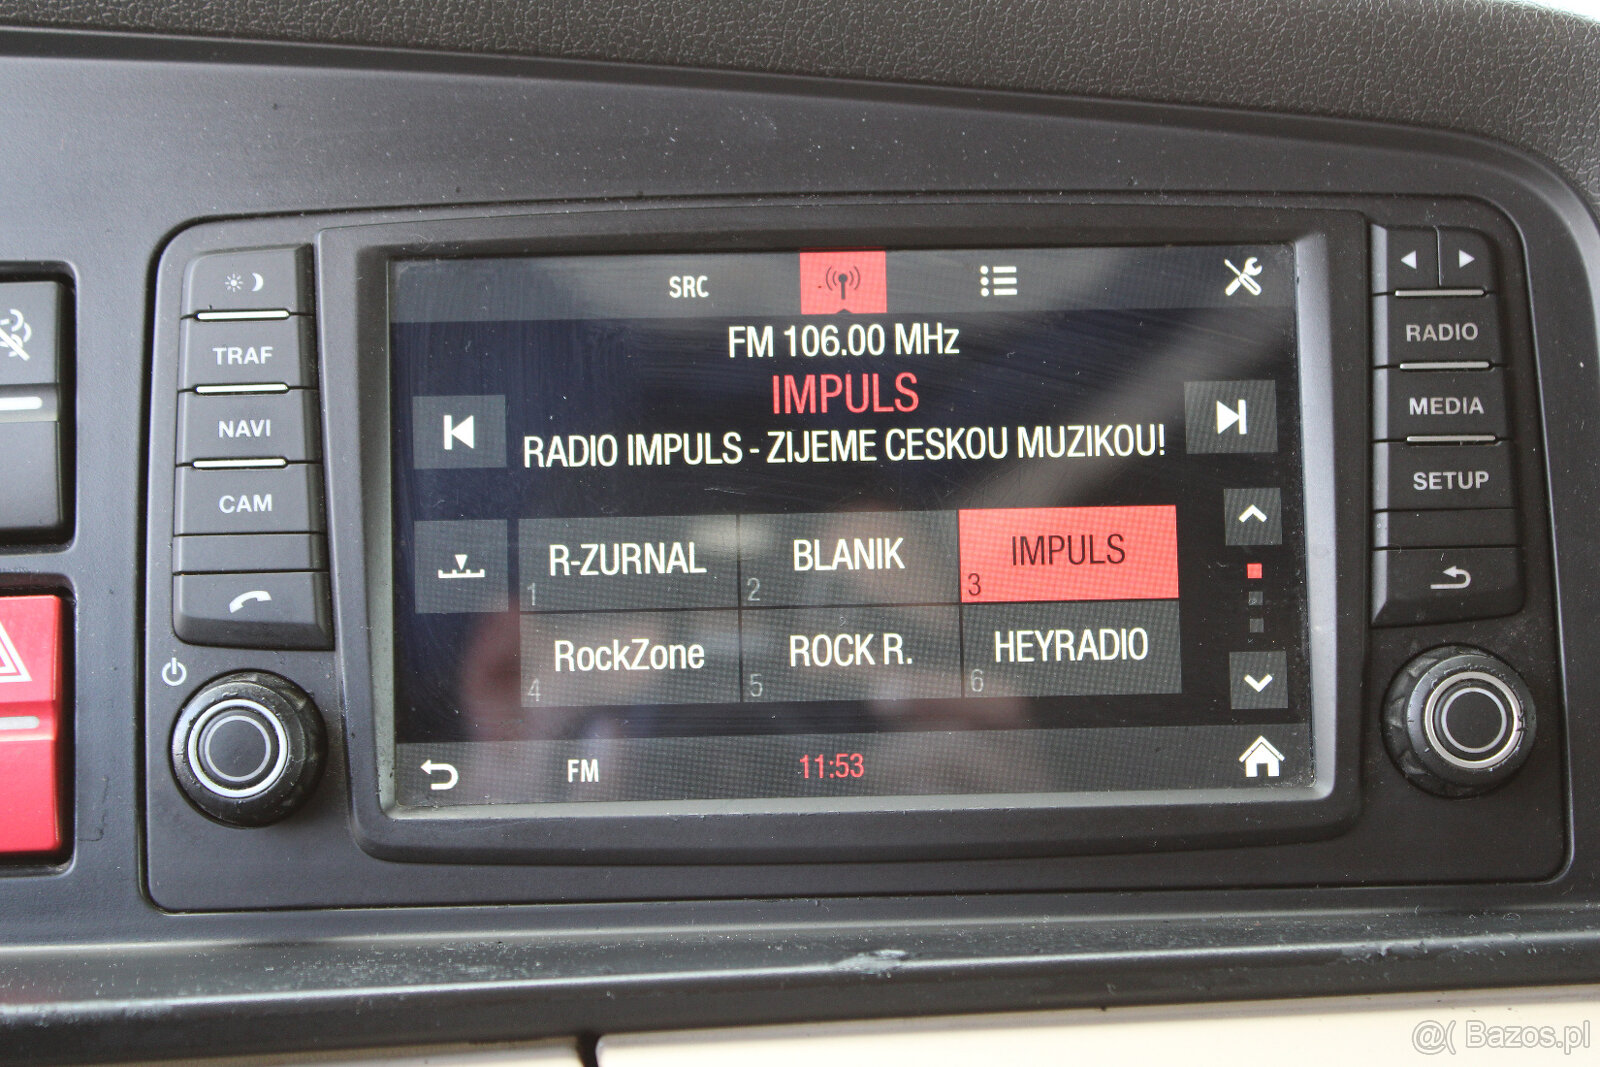 SRC
FM 106.00 MHz
IMPULS
RADIO IMPULS - ZIJEME CESKOU MUZIKOU!
1 R-ZURNAL
2 BLANIK
3 IMPULS
4 RockZone
5 ROCK R.
6 HEYRADIO
FM
11:53
TRAF
NAVI
CAM
RADIO
MEDIA
SETUP
@( Bazos.pl